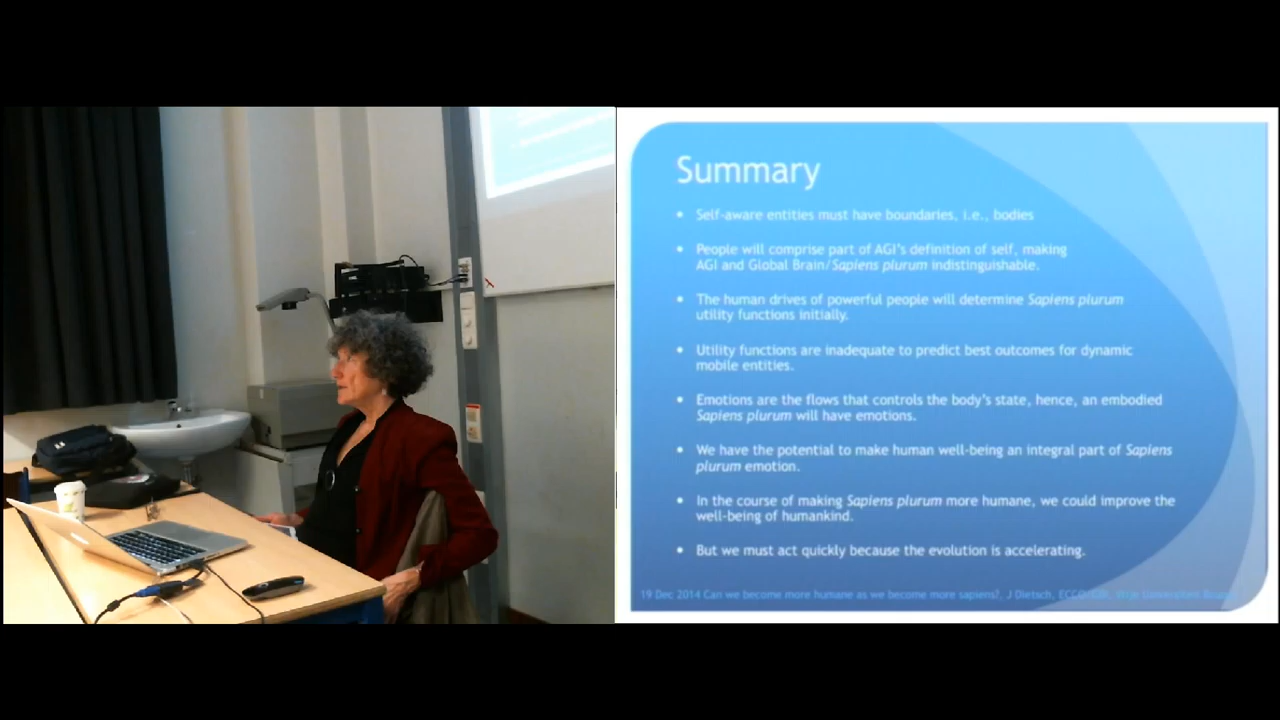 Summary
• Self-aware entities must have boundaries, i.e., bodies
• People will comprise part of AGI's definition of self, making
AGI and Global Brain/Sapiens plurum indistinguishable.
• The human drives of powerful people will determine Sapiens plurum
utility functions initially.
• Utility functions are inadequate to predict best outcomes for dynamic
mobile entities.
• Emotions are the flows that controls the body's state, hence, an embodied
Sapiens plurum will have emotions.
• We have the potential to make human well-being an integral part of Sapiens
plurum emotion.
• In the course of making Sapiens plurum more humane, we could improve the
well-being of humankind.
• But we must act quickly because the evolution is accelerating.
19 Dec 2014 Can we become more humane as we become more sapiens?, J Dietsch,